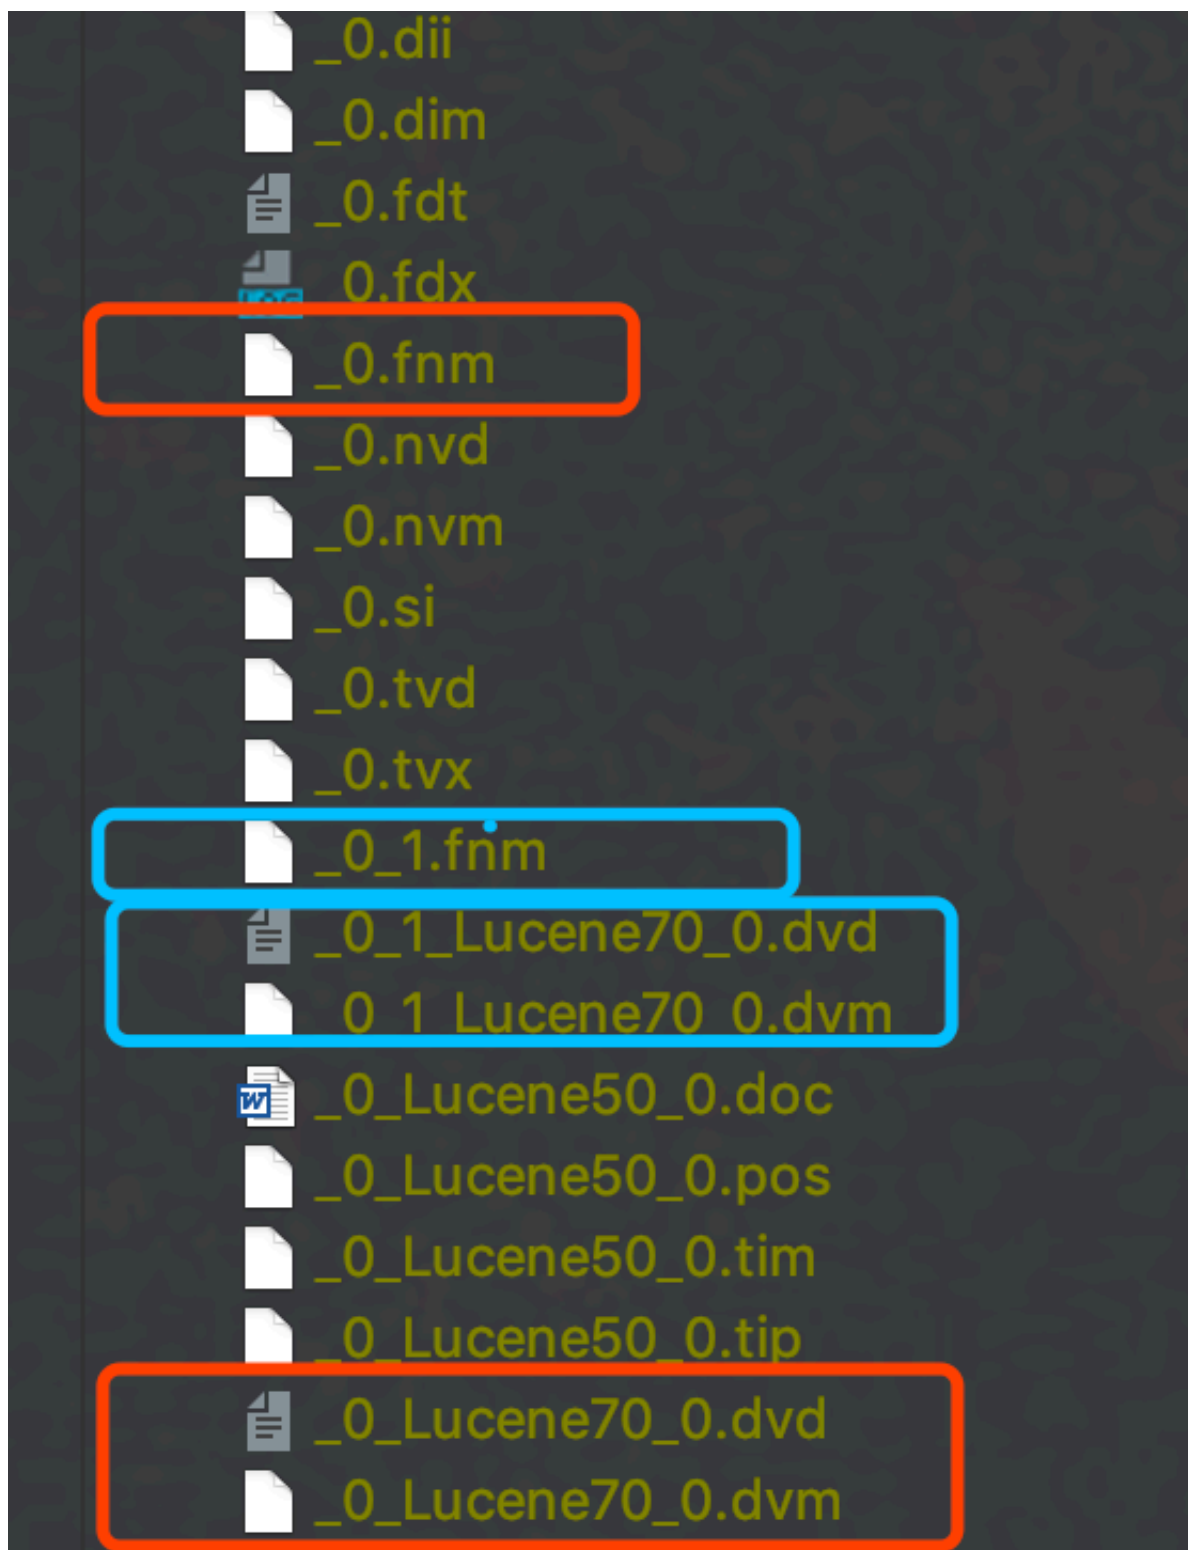 _0.dii
_0.dim
_0.fdt
_0.fdx
_0.fnm
_0.nvd
_0.nvm
_0.si
_0.tvd
_0.tvx
_0_1.fnm
_0_1_Lucene70_0.dvd
_0_1_Lucene70_0.dvm
_0_Lucene50_0.doc
_0_Lucene50_0.pos
_0_Lucene50_0.tim
_0_Lucene50_0.tip
_0_Lucene70_0.dvd
_0_Lucene70_0.dvm